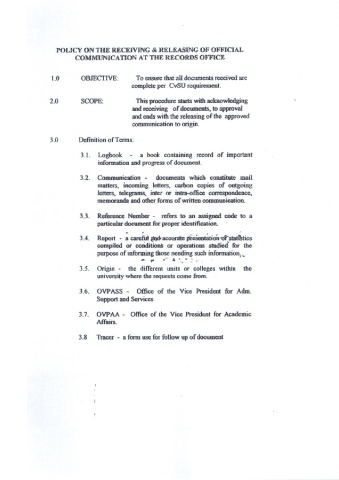 POLICY ON THE RECEIVING & RELEASING OF OFFICIAL
COMMUNICATION AT THE RECORDS OFFICE
1.0 OBJECTIVE: To ensure that all documents received are
complete per CvSU requirement.
2.0 SCOPE: This procedure starts with acknowledging
and receiving of documents, to approval
and ends with the releasing of the approved
communication to origin.
3.0 Definition of Terms:
3.1. Logbook - a book containing record of important
information and progress of document.
3.2. Communication - documents which constitute mail
matters, incoming letters, carbon copies of outgoing
letters, telegrams, inter or intra-office correspondence,
memoranda and other forms of written communication.
3.3. Reference Number - refers to an assigned code to a
particular document for proper identification.
3.4. Report - a careful and accurate presentation of statistics
compiled or conditions or operations studied for the
purpose of informing those needing such information.
3.5. Origin - the different units or colleges within the
university where the requests come from.
3.6. OVPASS - Office of the Vice President for Adm.
Support and Services
3.7. OVPAA - Office of the Vice President for Academic
Affairs.
3.8 Tracer - a form use for follow up of document